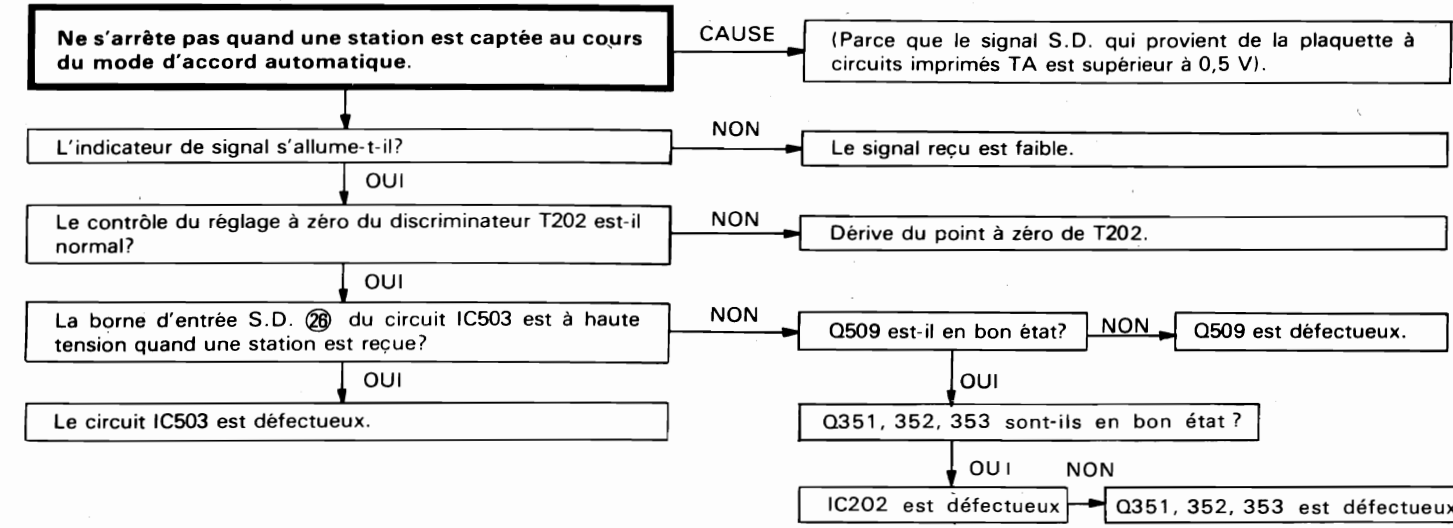 Ne s'arrête pas quand une station est captée au cours
du mode d'accord automatique.
CAUSE
(Parce que le signal S.D. qui provient de la plaquette à
circuits imprimés TA est supérieur à 0,5 V).
L'indicateur de signal s'allume-t-il?
NON
Le signal reçu est faible.
OUI
Le contrôle du réglage à zéro du discriminateur T202 est-il
normal?
NON
Dérive du point à zéro de T202.
OUI
La borne d'entrée S.D. ㉖ du circuit IC503 est à haute
tension quand une station est reçue?
NON
Q509 est-il en bon état?
NON
Q509 est défectueux.
OUI
Le circuit IC503 est défectueux.
OUI
Q351, 352, 353 sont-ils en bon état ?
OUI
NON
IC202 est défectueux
Q351, 352, 353 est défectueux